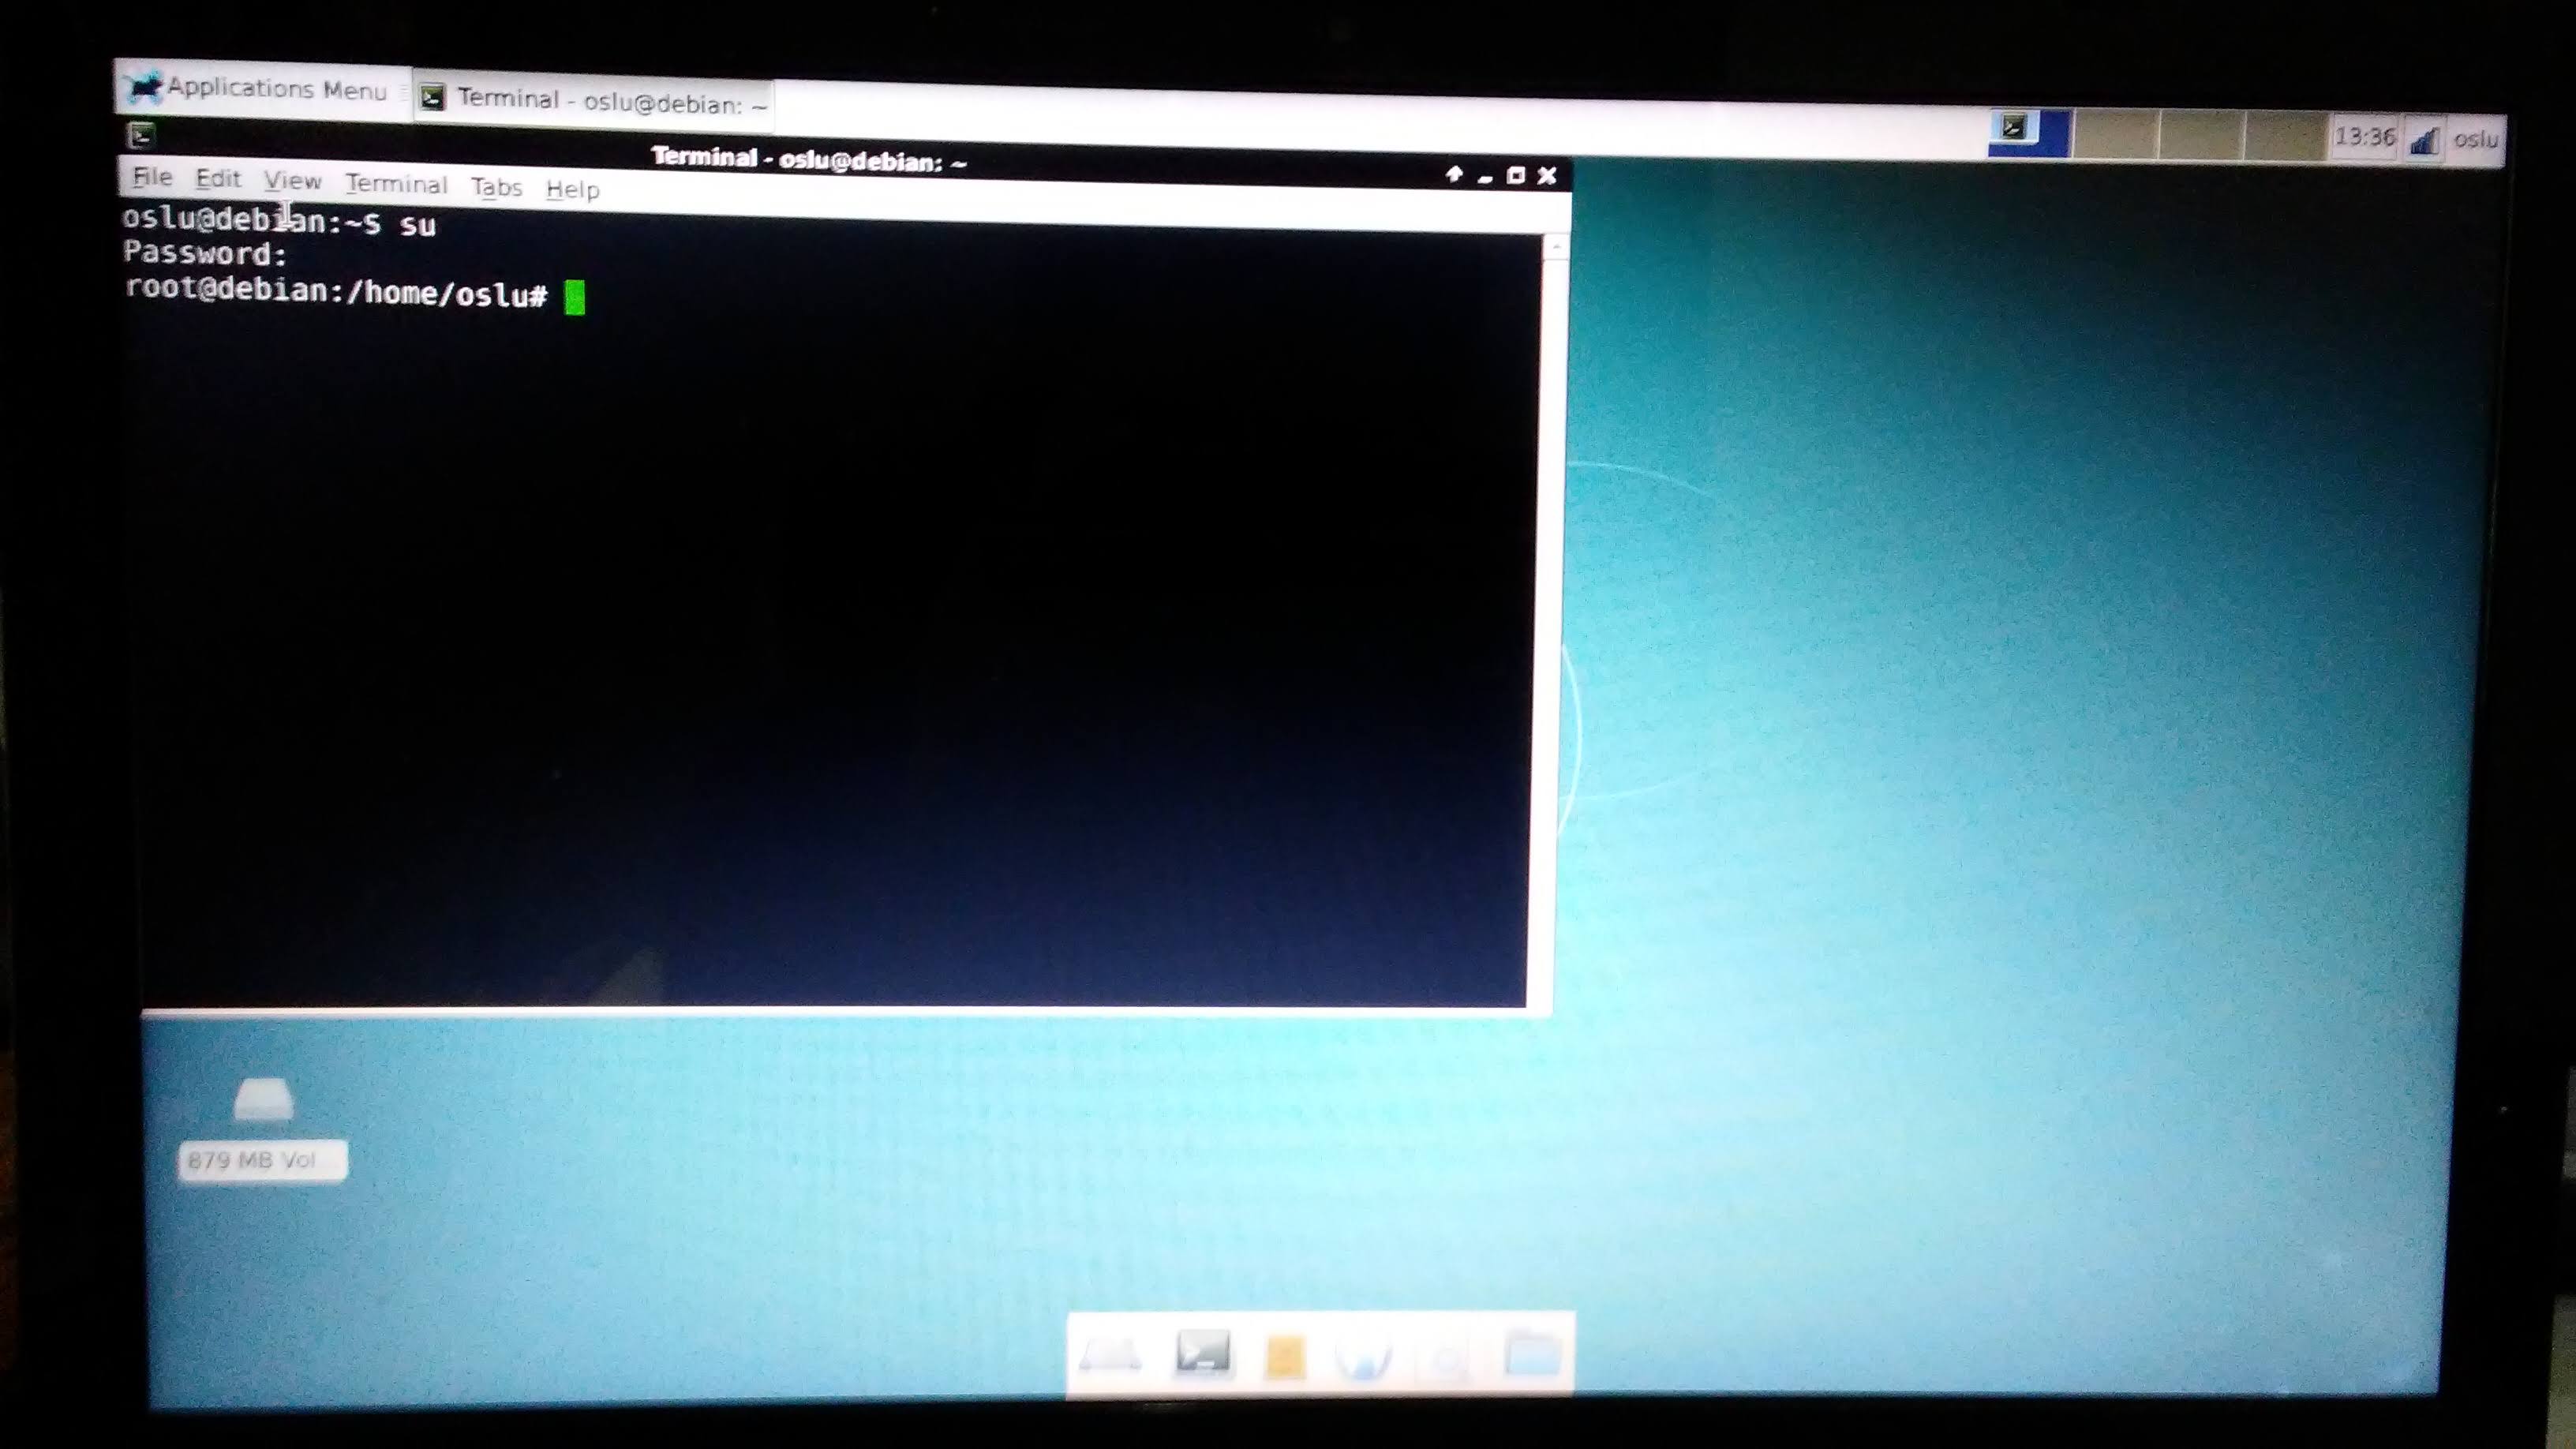 Applications Menu
Terminal - oslu@debian: ~
13:36
oslu
Terminal - oslu@debian: ~
File Edit View Terminal Tabs Help
oslu@debian:~$ su
Password:
root@debian:/home/oslu#
879 MB Vol